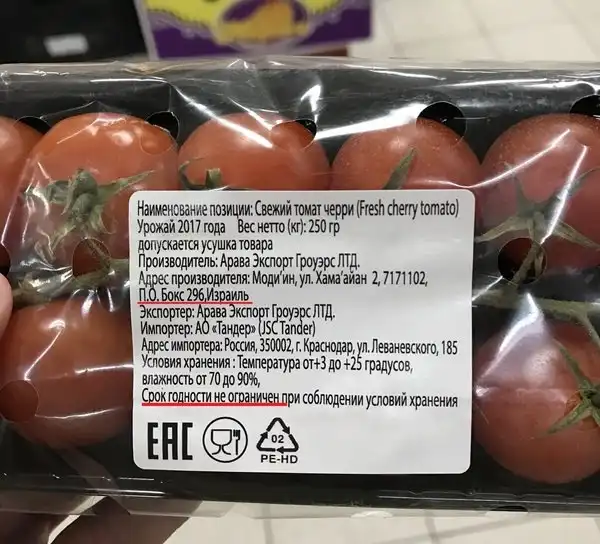 Наименование позиции: Свежий томат черри (Fresh cherry tomato)
Урожай 2017 года Вес нетто (кг): 250 гр
допускается усушка товара
Производитель: Арава Экспорт Гроуэрс ЛТД.
Адрес производителя: Моди'ин, ул. Хама'айан 2, 7171102,
П.О. Бокс 296,Израиль
Экспортер: Арава Экспорт Гроуэрс ЛТД.
Импортер: АО «Тандер» (JSC Tander)
Адрес импортера: Россия, 350002, г. Краснодар, ул. Леваневского, 185
Условия хранения : Температура от+3 до +25 градусов,
влажность от 70 до 90%,
Срок годности не ограничен при соблюдении условий хранения
ЕАС
02
PE-HD